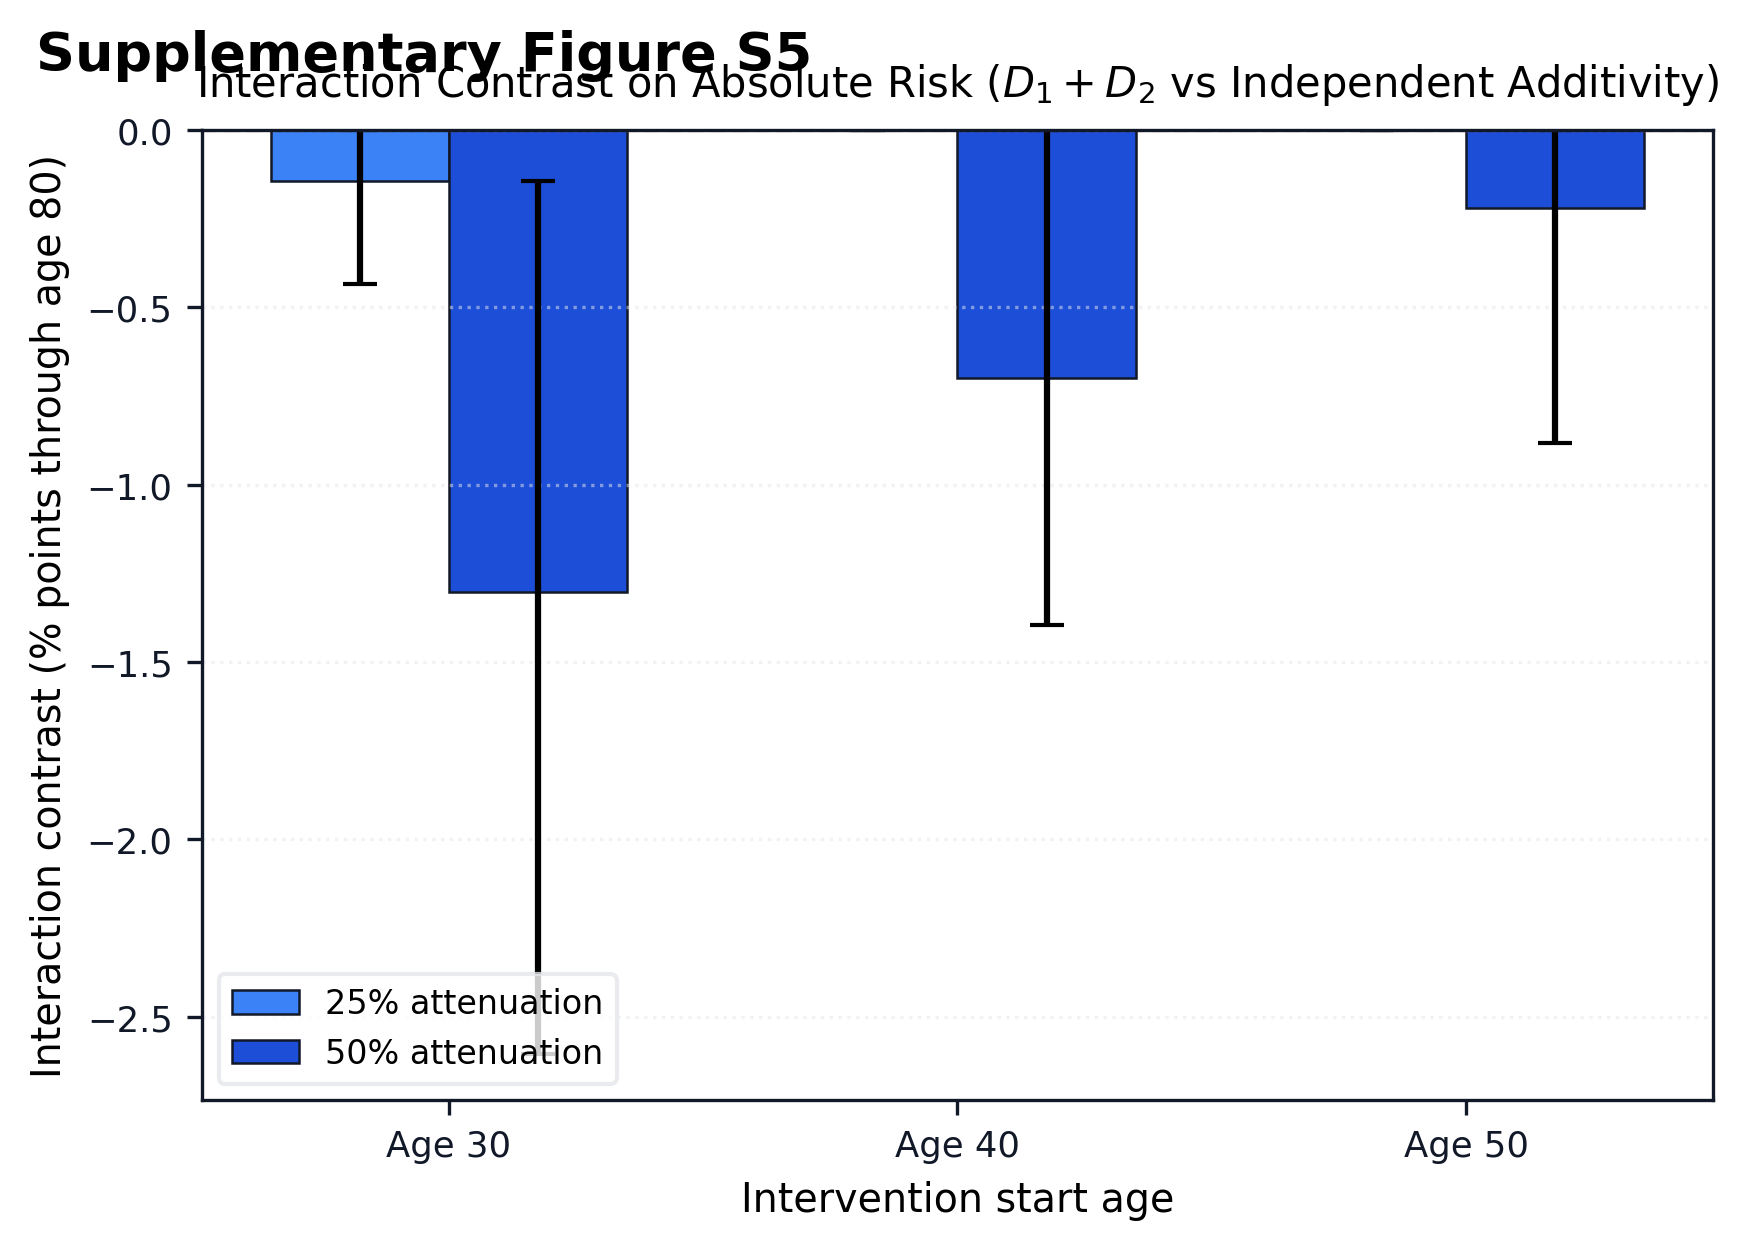 Supplementary Figure S5
Interaction Contrast on Absolute Risk (D₁ + D₂ vs Independent Additivity)
Interaction contrast (% points through age 80)
0.0
−0.5
−1.0
−1.5
−2.0
−2.5
25% attenuation
50% attenuation
Age 30
Age 40
Age 50
Intervention start age